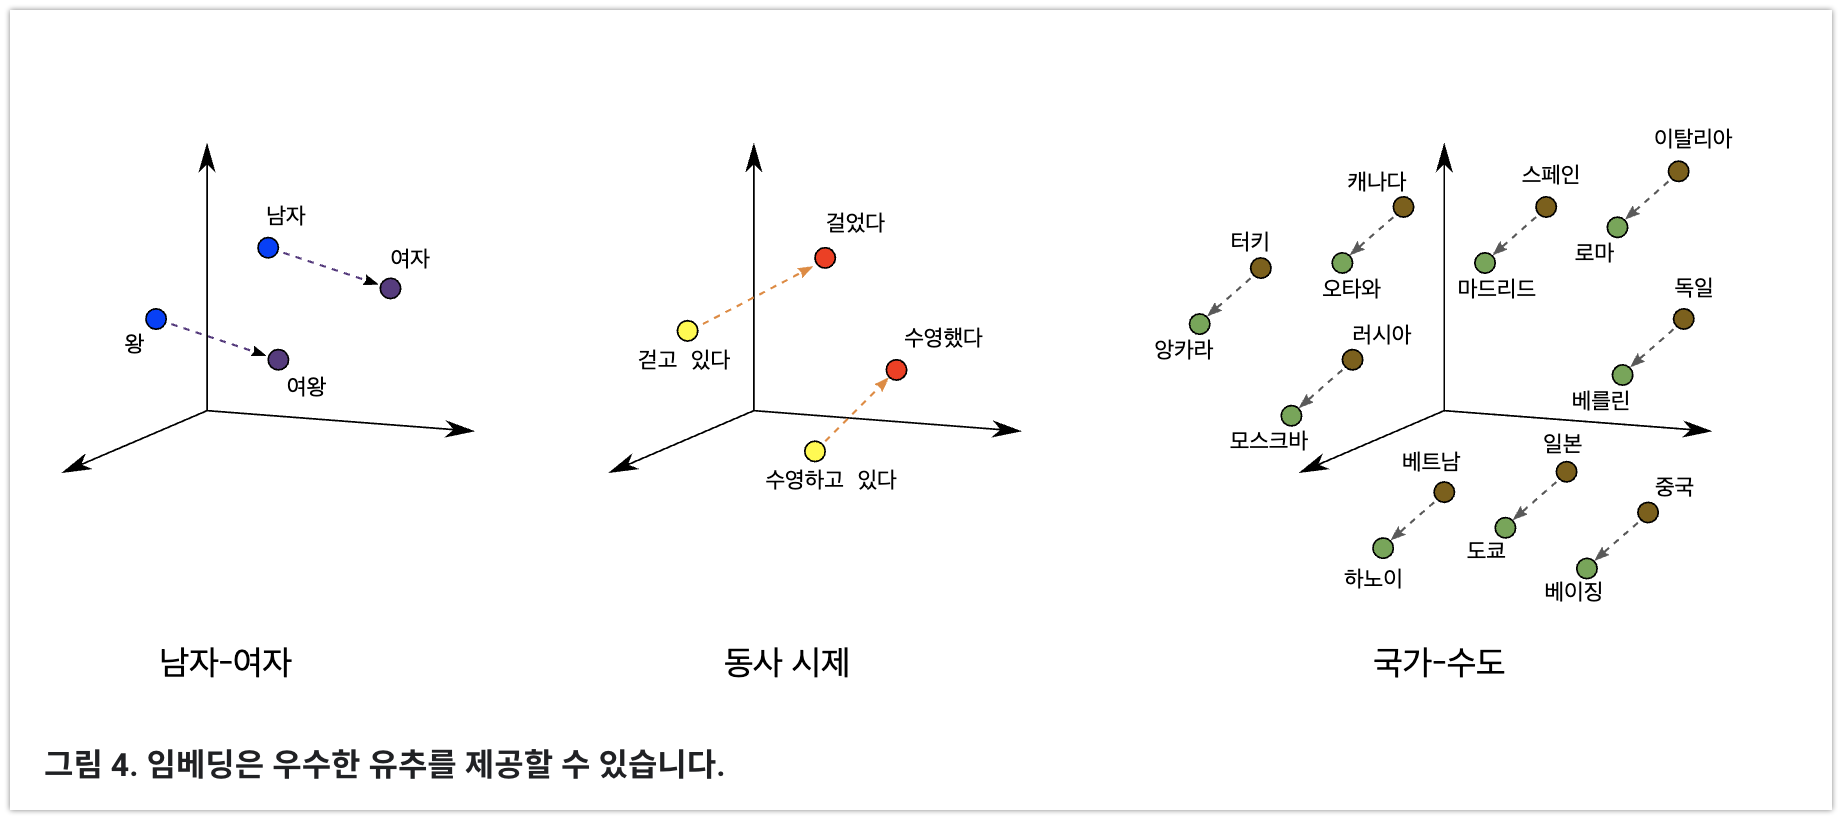 남자
여자
왕
여왕
남자-여자
걸었다
걷고 있다
수영했다
수영하고 있다
동사 시제
이탈리아
캐나다
스페인
터키
로마
오타와
마드리드
독일
앙카라
러시아
베를린
모스크바
일본
베트남
중국
도쿄
하노이
베이징
국가-수도
그림 4. 임베딩은 우수한 유추를 제공할 수 있습니다.